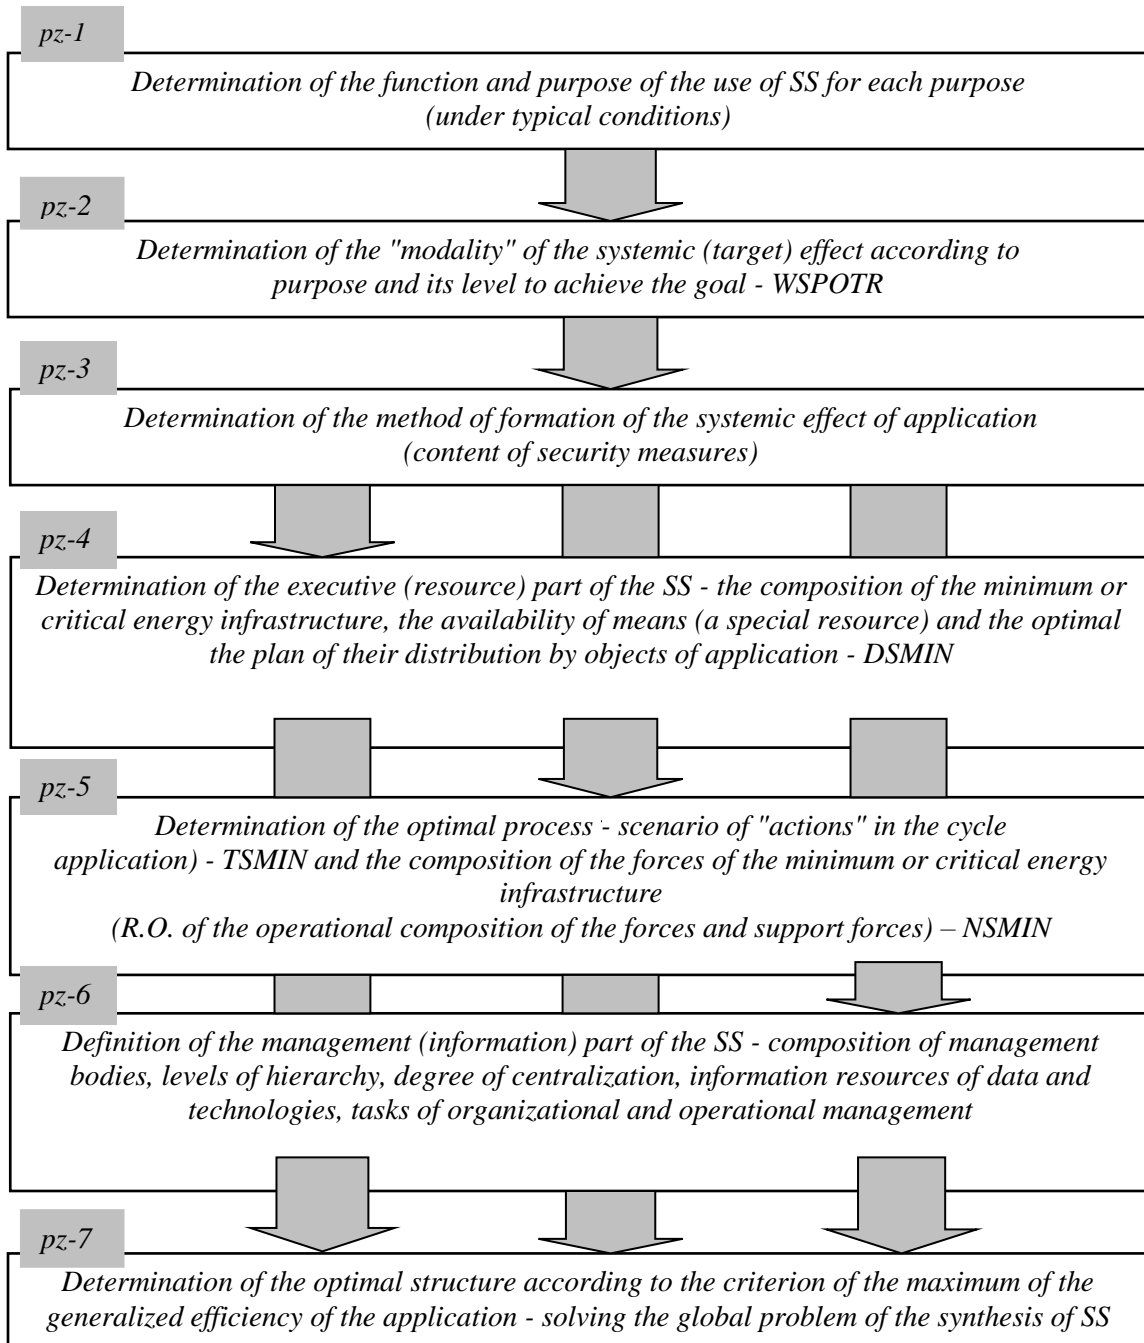 pz-1
Determination of the function and purpose of the use of SS for each purpose
(under typical conditions)
pz-2
Determination of the "modality" of the systemic (target) effect according to
purpose and its level to achieve the goal - WSPOTR
pz-3
Determination of the method of formation of the systemic effect of application
(content of security measures)
pz-4
Determination of the executive (resource) part of the SS - the composition of the minimum or
critical energy infrastructure, the availability of means (a special resource) and the optimal
the plan of their distribution by objects of application - DSMIN
pz-5
Determination of the optimal process - scenario of "actions" in the cycle
application) - TSMIN and the composition of the forces of the minimum or critical energy
infrastructure
(R.O. of the operational composition of the forces and support forces) – NSMIN
pz-6
Definition of the management (information) part of the SS - composition of management
bodies, levels of hierarchy, degree of centralization, information resources of data and
technologies, tasks of organizational and operational management
pz-7
Determination of the optimal structure according to the criterion of the maximum of the
generalized efficiency of the application - solving the global problem of the synthesis of SS